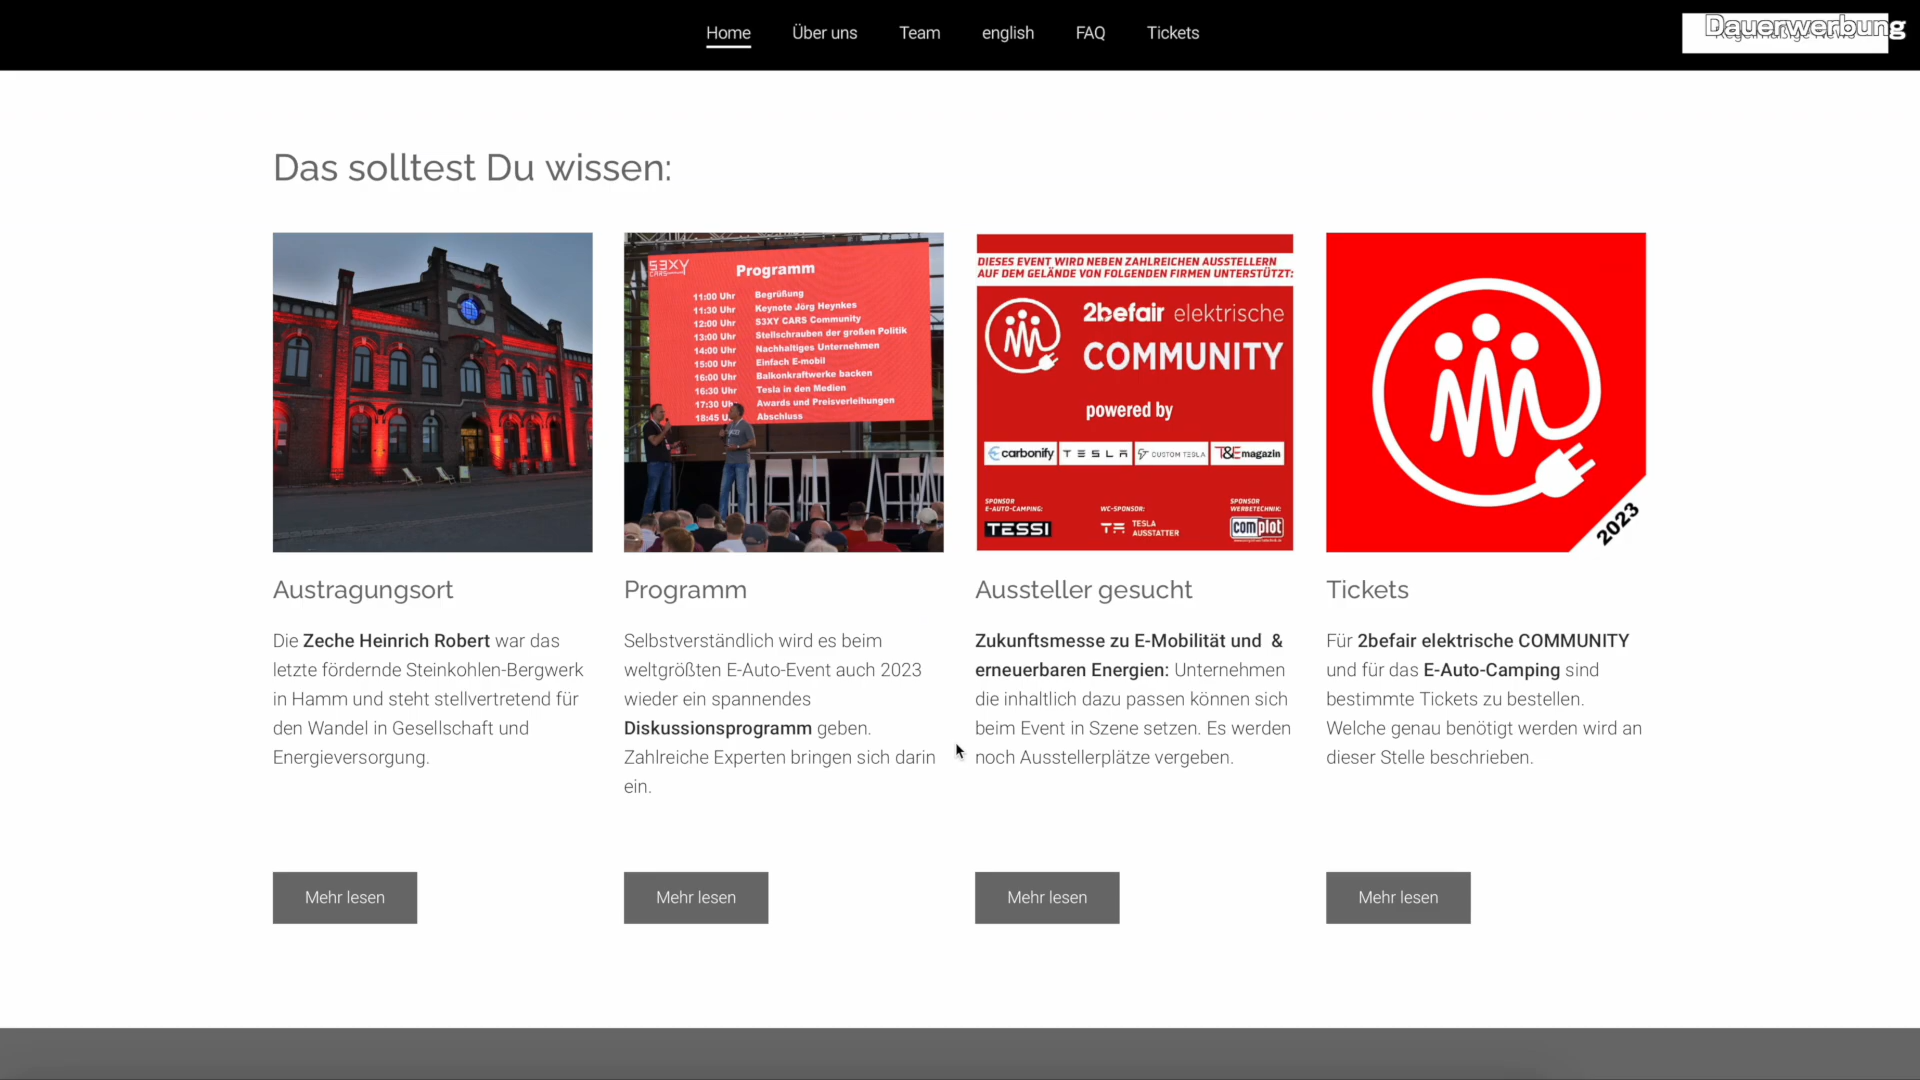 Home Über uns Team english FAQ Tickets
Dauerwerbung
Das solltest Du wissen:
S3XY
CARS
Programm
11:00 Uhr Begrüßung
11:30 Uhr Keynote Jörg Heynkes
12:00 Uhr S3XY CARS Community
13:00 Uhr Stellschrauben der großen Politik
14:00 Uhr Nachhaltiges Unternehmen
15:00 Uhr Einfach E-mobil
16:00 Uhr Balkonkraftwerke backen
16:30 Uhr Tesla in den Medien
17:30 Uhr Awards und Preisverleihungen
18:45 U Abschluss
DIESES EVENT WIRD NEBEN ZAHLREICHEN AUSSTELLERN
AUF DEM GELÄNDE VON FOLGENDEN FIRMEN UNTERSTÜTZT:
2befair elektrische
COMMUNITY
powered by
carbonify TESLA CUSTOM TESLA T&Emagazin
SPONSOR
E-AUTO-CAMPING:
TESSI
WC-SPONSOR:
TESLA
AUSSTATTER
SPONSOR
WERBETECHNIK:
complot
2023
Austragungsort
Die Zeche Heinrich Robert war das
letzte fördernde Steinkohlen-Bergwerk
in Hamm und steht stellvertretend für
den Wandel in Gesellschaft und
Energieversorgung.
Mehr lesen
Programm
Selbstverständlich wird es beim
weltgrößten E-Auto-Event auch 2023
wieder ein spannendes
Diskussionsprogramm geben.
Zahlreiche Experten bringen sich darin
ein.
Mehr lesen
Aussteller gesucht
Zukunftsmesse zu E-Mobilität und &
erneuerbaren Energien: Unternehmen
die inhaltlich dazu passen können sich
beim Event in Szene setzen. Es werden
noch Ausstellerplätze vergeben.
Mehr lesen
Tickets
Für 2befair elektrische COMMUNITY
und für das E-Auto-Camping sind
bestimmte Tickets zu bestellen.
Welche genau benötigt werden wird an
dieser Stelle beschrieben.
Mehr lesen